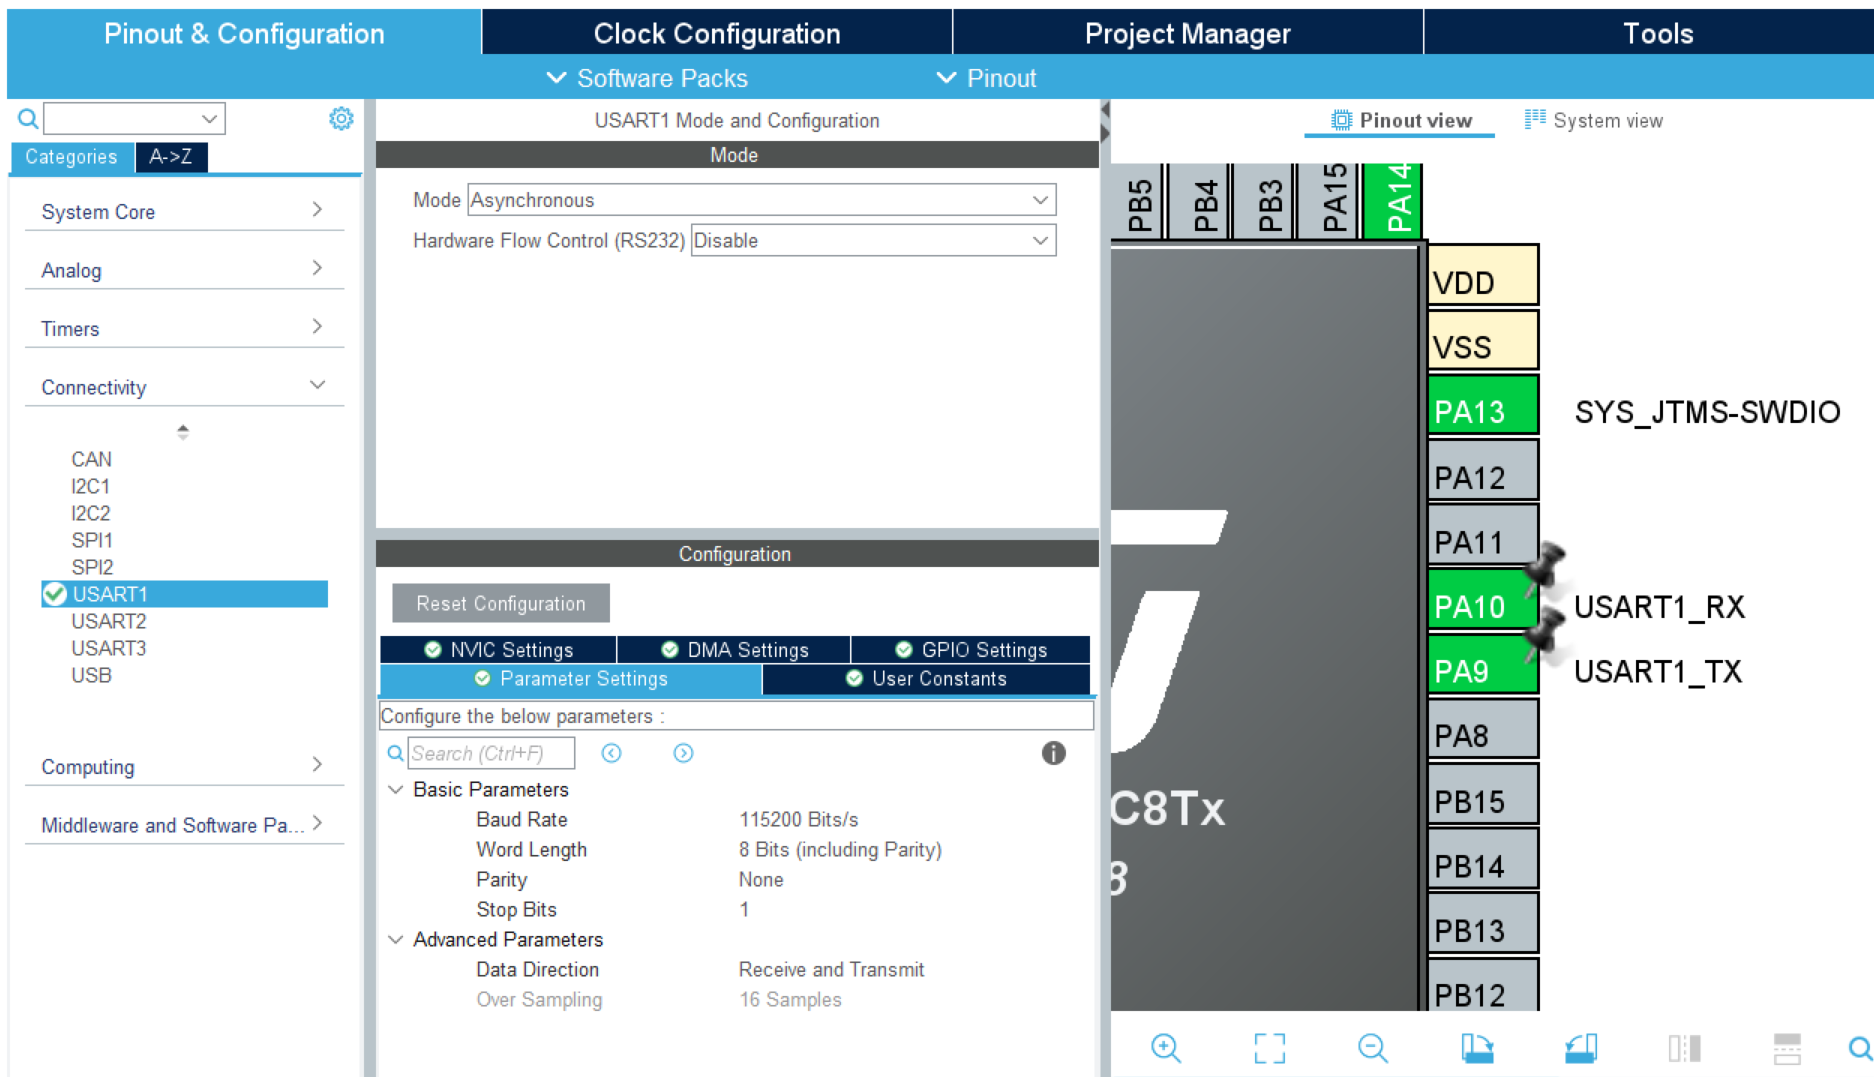 Pinout & Configuration
Clock Configuration
Project Manager
Tools
Software Packs
Pinout
Categories
A->Z
System Core
Analog
Timers
Connectivity
CAN
I2C1
I2C2
SPI1
SPI2
USART1
USART2
USART3
USB
Computing
Middleware and Software Pa...
USART1 Mode and Configuration
Mode
Mode Asynchronous
Hardware Flow Control (RS232) Disable
Configuration
Reset Configuration
NVIC Settings
DMA Settings
GPIO Settings
Parameter Settings
User Constants
Configure the below parameters :
Search (Ctrl+F)
Basic Parameters
Baud Rate 115200 Bits/s
Word Length 8 Bits (including Parity)
Parity None
Stop Bits 1
Advanced Parameters
Data Direction Receive and Transmit
Over Sampling 16 Samples
Pinout view
System view
PB5
PB4
PB3
PA15
PA14
VDD
VSS
PA13 SYS_JTMS-SWDIO
PA12
PA11
PA10 USART1_RX
PA9 USART1_TX
PA8
PB15
PB14
PB13
PB12
C8Tx
8